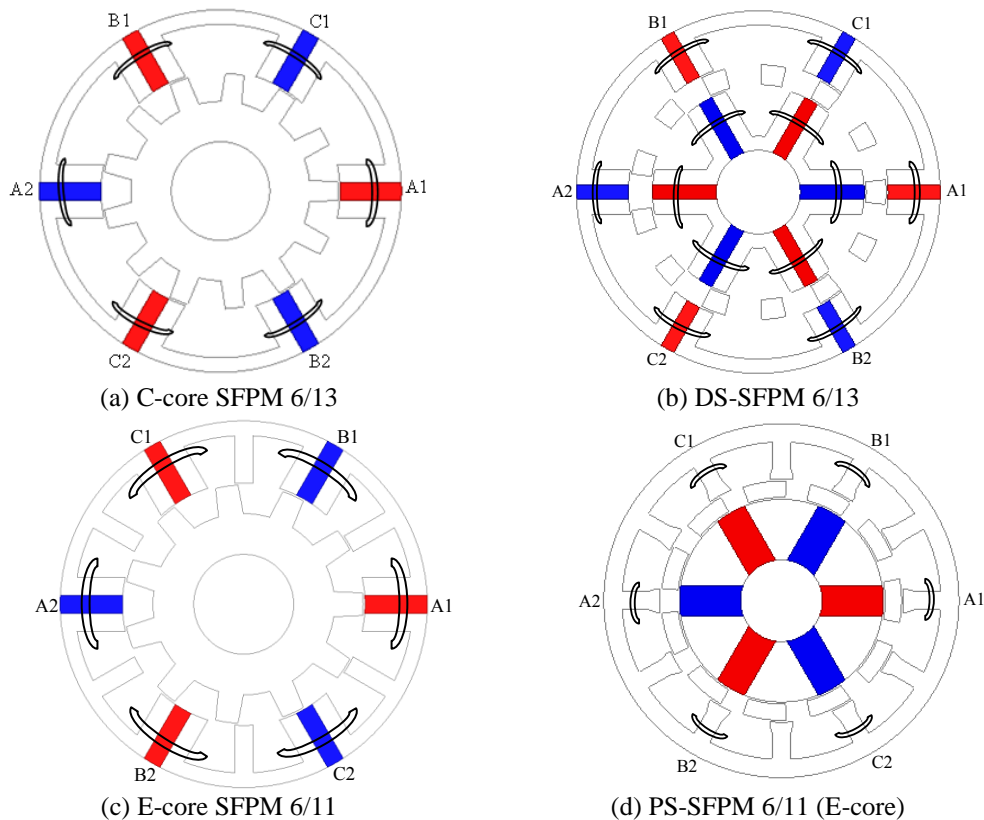 B1 C1
A2 A1
C2 B2
(a) C-core SFPM 6/13
B1 C1
A2 A1
C2 B2
(b) DS-SFPM 6/13
C1 B1
A2 A1
B2 C2
(c) E-core SFPM 6/11
C1 B1
A2 A1
B2 C2
(d) PS-SFPM 6/11 (E-core)